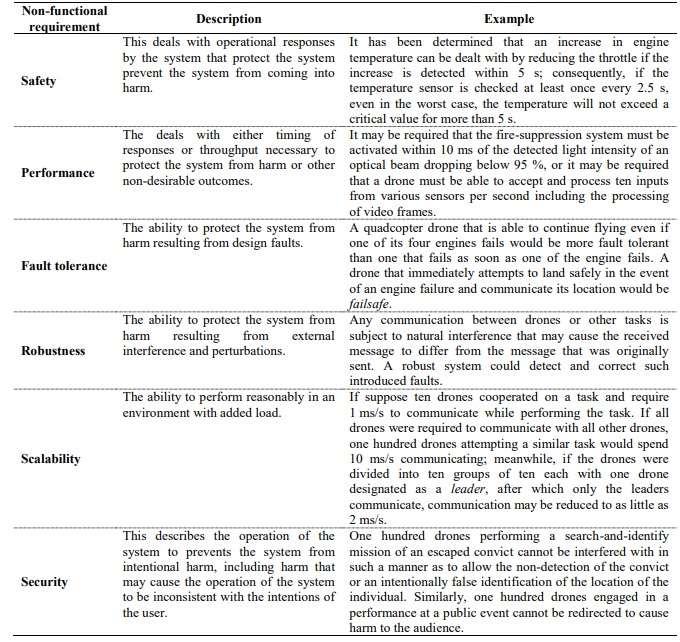 Non-functional
requirement
Description
Example
Safety
This deals with operational responses
by the system that protect the system
prevent the system from coming into
harm.
It has been determined that an increase in engine
temperature can be dealt with by reducing the throttle if the
increase is detected within 5 s; consequently, if the
temperature sensor is checked at least once every 2.5 s,
even in the worst case, the temperature will not exceed a
critical value for more than 5 s.
Performance
The deals with either timing of
responses or throughput necessary to
protect the system from harm or other
non-desirable outcomes.
It may be required that the fire-suppression system must be
activated within 10 ms of the detected light intensity of an
optical beam dropping below 95 %, or it may be required
that a drone must be able to accept and process ten inputs
from various sensors per second including the processing
of video frames.
Fault tolerance
The ability to protect the system from
harm resulting from design faults.
A quadcopter drone that is able to continue flying even if
one of its four engines fails would be more fault tolerant
than one that fails as soon as one of the engine fails. A
drone that immediately attempts to land safely in the event
of an engine failure and communicate its location would be
failsafe.
Robustness
The ability to protect the system from
harm resulting from external
interference and perturbations.
Any communication between drones or other tasks is
subject to natural interference that may cause the received
message to differ from the message that was originally
sent. A robust system could detect and correct such
introduced faults.
Scalability
The ability to perform reasonably in an
environment with added load.
If suppose ten drones cooperated on a task and require
1 ms/s to communicate while performing the task. If all
drones were required to communicate with all other drones,
one hundred drones attempting a similar task would spend
10 ms/s communicating; meanwhile, if the drones were
divided into ten groups of ten each with one drone
designated as a leader, after which only the leaders
communicate, communication may be reduced to as little as
2 ms/s.
Security
This describes the operation of the
system to prevents the system from
intentional harm, including harm that
may cause the operation of the system
to be inconsistent with the intentions of
the user.
One hundred drones performing a search-and-identify
mission of an escaped convict cannot be interfered with in
such a manner as to allow the non-detection of the convict
or an intentionally false identification of the location of the
individual. Similarly, one hundred drones engaged in a
performance at a public event cannot be redirected to cause
harm to the audience.